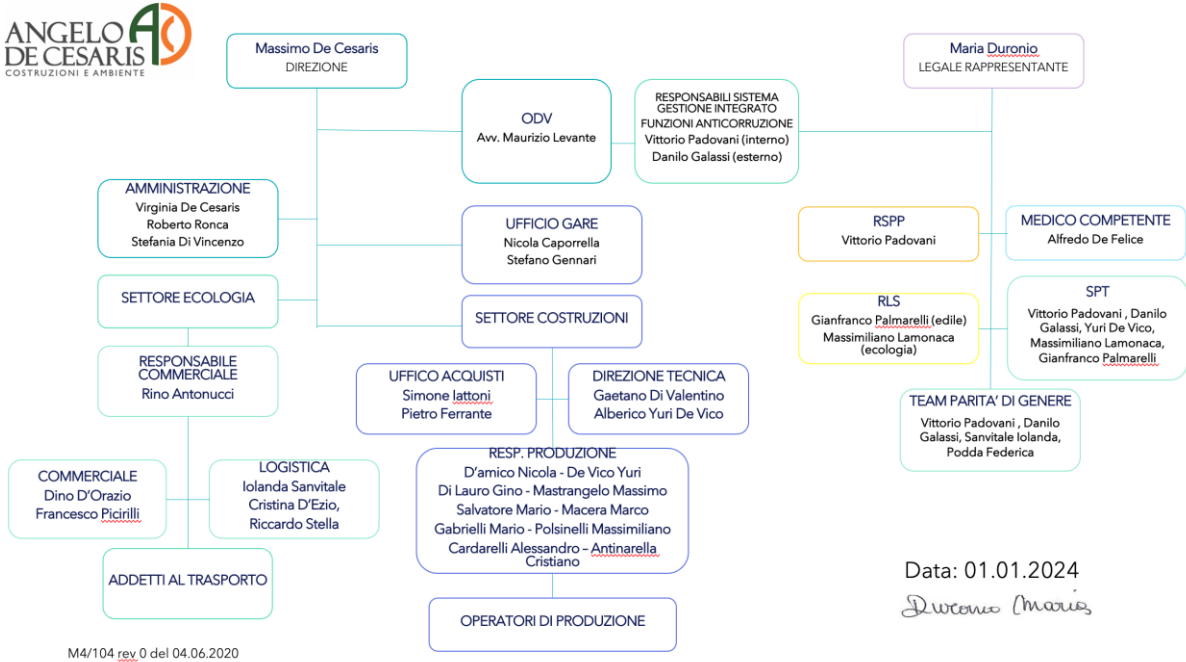 ANGELO
DE CESARIS
COSTRUZIONI E AMBIENTE
Massimo De Cesaris
DIREZIONE
Maria Duronio
LEGALE RAPPRESENTANTE
ODV
Avv. Maurizio Levante
RESPONSABILI SISTEMA
GESTIONE INTEGRATO
FUNZIONI ANTICORRUZIONE
Vittorio Padovani (interno)
Danilo Galassi (esterno)
AMMINISTRAZIONE
Virginia De Cesaris
Roberto Ronca
Stefania Di Vincenzo
UFFICIO GARE
Nicola Caporrella
Stefano Gennari
RSPP
Vittorio Padovani
MEDICO COMPETENTE
Alfredo De Felice
SETTORE ECOLOGIA
SETTORE COSTRUZIONI
RLS
Gianfranco Palmarelli (edile)
Massimiliano Lamonaca
(ecologia)
SPT
Vittorio Padovani , Danilo
Galassi, Yuri De Vico,
Massimiliano Lamonaca,
Gianfranco Palmarelli
RESPONSABILE
COMMERCIALE
Rino Antonucci
UFFICO ACQUISTI
Simone Iattoni
Pietro Ferrante
DIREZIONE TECNICA
Gaetano Di Valentino
Alberico Yuri De Vico
TEAM PARITA’ DI GENERE
Vittorio Padovani , Danilo
Galassi, Sanvitale Iolanda,
Podda Federica
COMMERCIALE
Dino D’Orazio
Francesco Picirilli
LOGISTICA
Iolanda Sanvitale
Cristina D’Ezio,
Riccardo Stella
RESP. PRODUZIONE
D’amico Nicola - De Vico Yuri
Di Lauro Gino - Mastrangelo Massimo
Salvatore Mario - Macera Marco
Gabrielli Mario - Polsinelli Massimiliano
Cardarelli Alessandro – Antinarella
Cristiano
ADDETTI AL TRASPORTO
OPERATORI DI PRODUZIONE
Data: 01.01.2024
Duronio Maria
M4/104 rev 0 del 04.06.2020